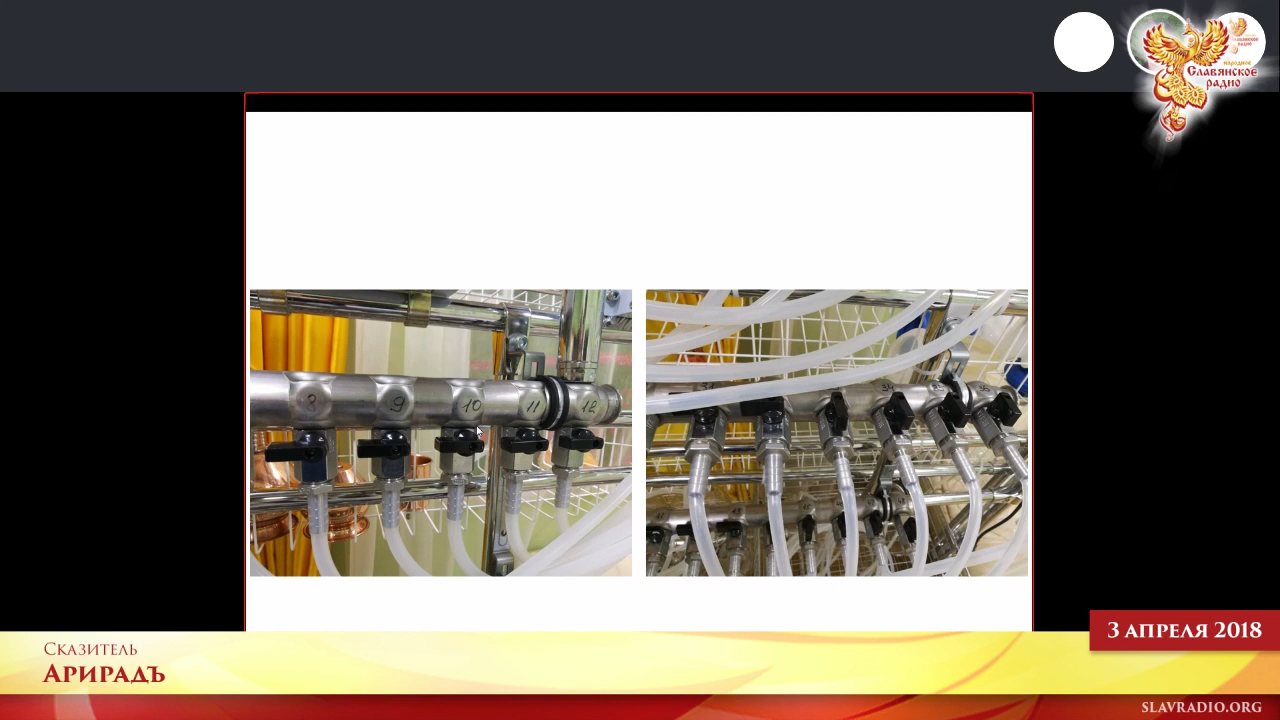 народное
Славянское
радио
8
9
10
11
12
3 АПРЕЛЯ 2018
Сказитель
АРИРАДЪ
SLAVRADIO.ORG